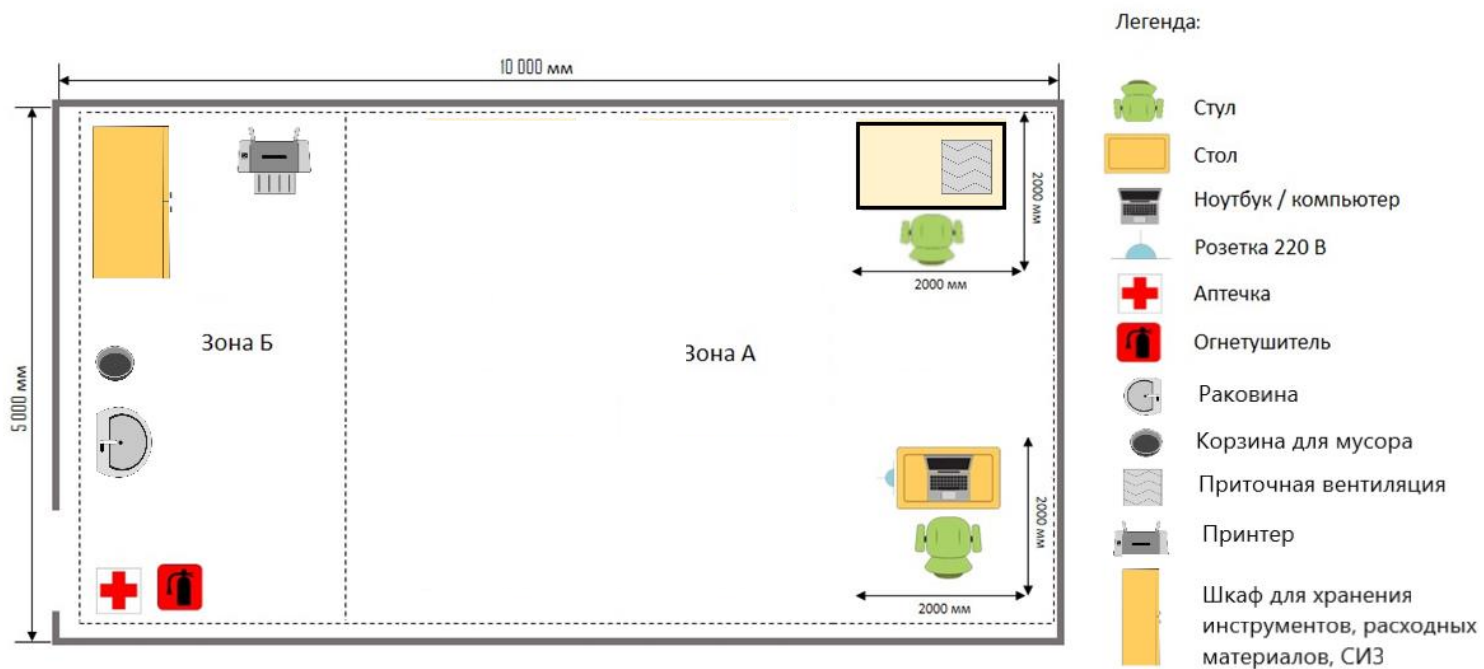 Легенда:
10 000 мм
Стул
Стол
2000 мм
Ноутбук / компьютер
Розетка 220 В
2000 мм
Аптечка
Зона Б
Зона А
Огнетушитель
5 000 мм
Раковина
Корзина для мусора
Приточная вентиляция
2000 мм
Принтер
2000 мм
Шкаф для хранения
инструментов, расходных
материалов, СИЗ